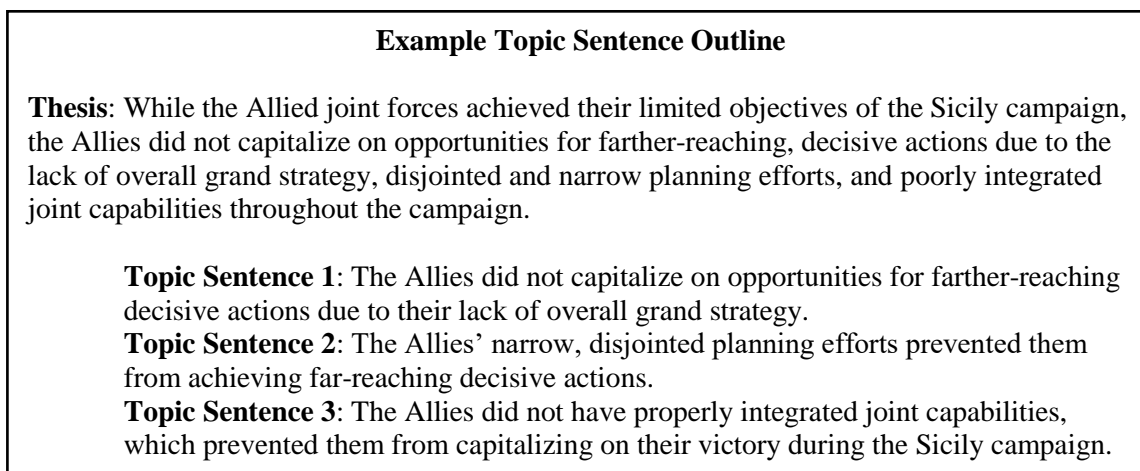 Example Topic Sentence Outline
Thesis: While the Allied joint forces achieved their limited objectives of the Sicily campaign,
the Allies did not capitalize on opportunities for farther-reaching, decisive actions due to the
lack of overall grand strategy, disjointed and narrow planning efforts, and poorly integrated
joint capabilities throughout the campaign.
Topic Sentence 1: The Allies did not capitalize on opportunities for farther-reaching
decisive actions due to their lack of overall grand strategy.
Topic Sentence 2: The Allies’ narrow, disjointed planning efforts prevented them
from achieving far-reaching decisive actions.
Topic Sentence 3: The Allies did not have properly integrated joint capabilities,
which prevented them from capitalizing on their victory during the Sicily campaign.